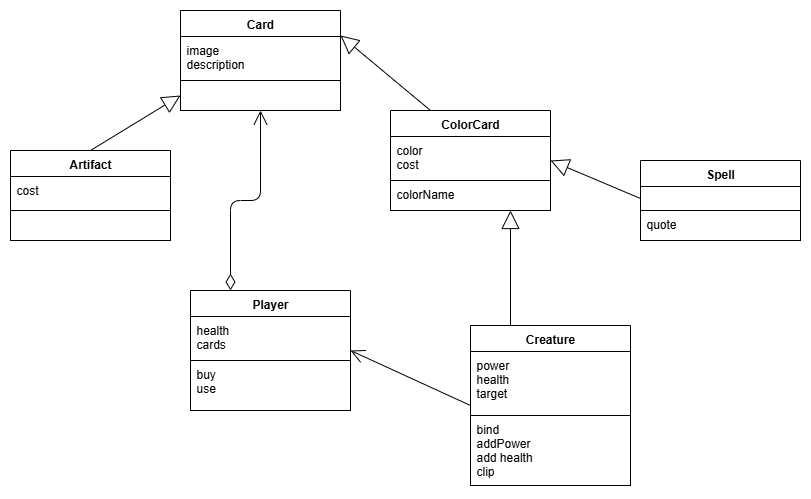 Card
image
description
ColorCard
color
cost
colorName
Artifact
cost
Spell
quote
Player
health
cards
buy
use
Creature
power
health
target
bind
addPower
add health
clip